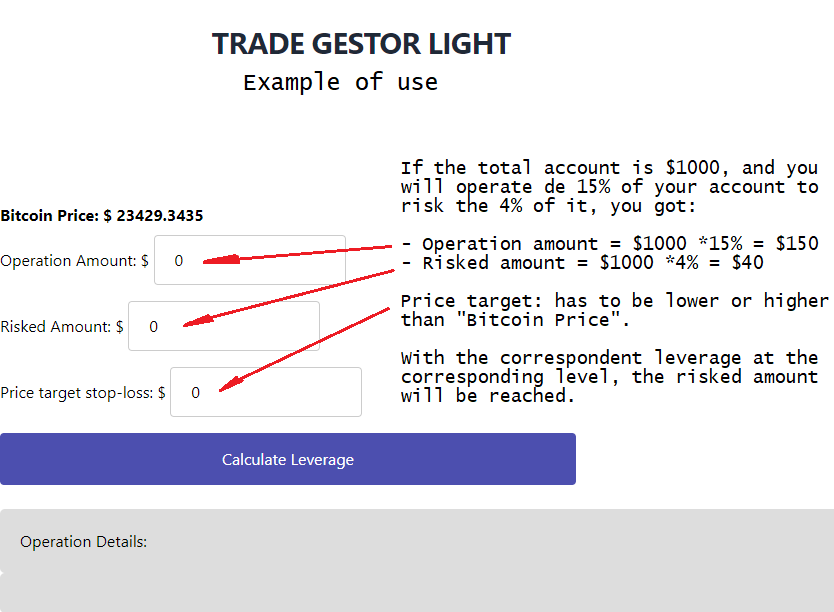 TRADE GESTOR LIGHT
Example of use
If the total account is $1000, and you
will operate de 15% of your account to
risk the 4% of it, you got:
- Operation amount = $1000 *15% = $150
- Risked amount = $1000 *4% = $40
Price target: has to be lower or higher
than "Bitcoin Price".
With the correspondent leverage at the
corresponding level, the risked amount
will be reached.
Bitcoin Price: $ 23429.3435
Operation Amount: $ 0
Risked Amount: $ 0
Price target stop-loss: $ 0
Calculate Leverage
Operation Details: